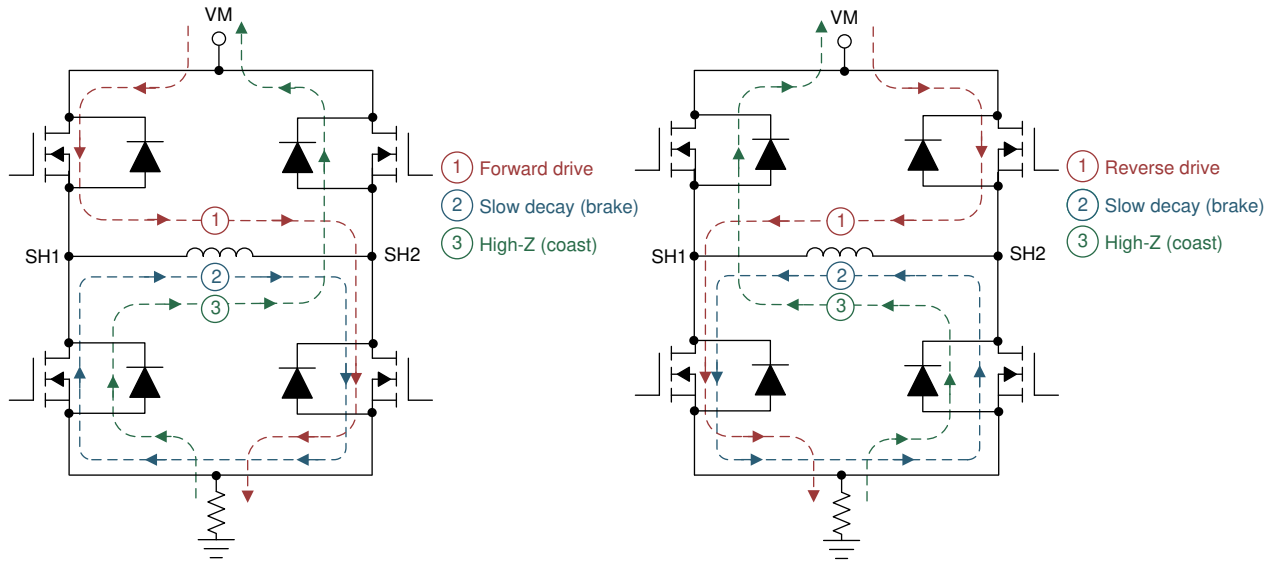 VM
1 Forward drive
2 Slow decay (brake)
3 High-Z (coast)
1
SH1
SH2
2
3
VM
1 Reverse drive
2 Slow decay (brake)
3 High-Z (coast)
1
SH1
SH2
2
3